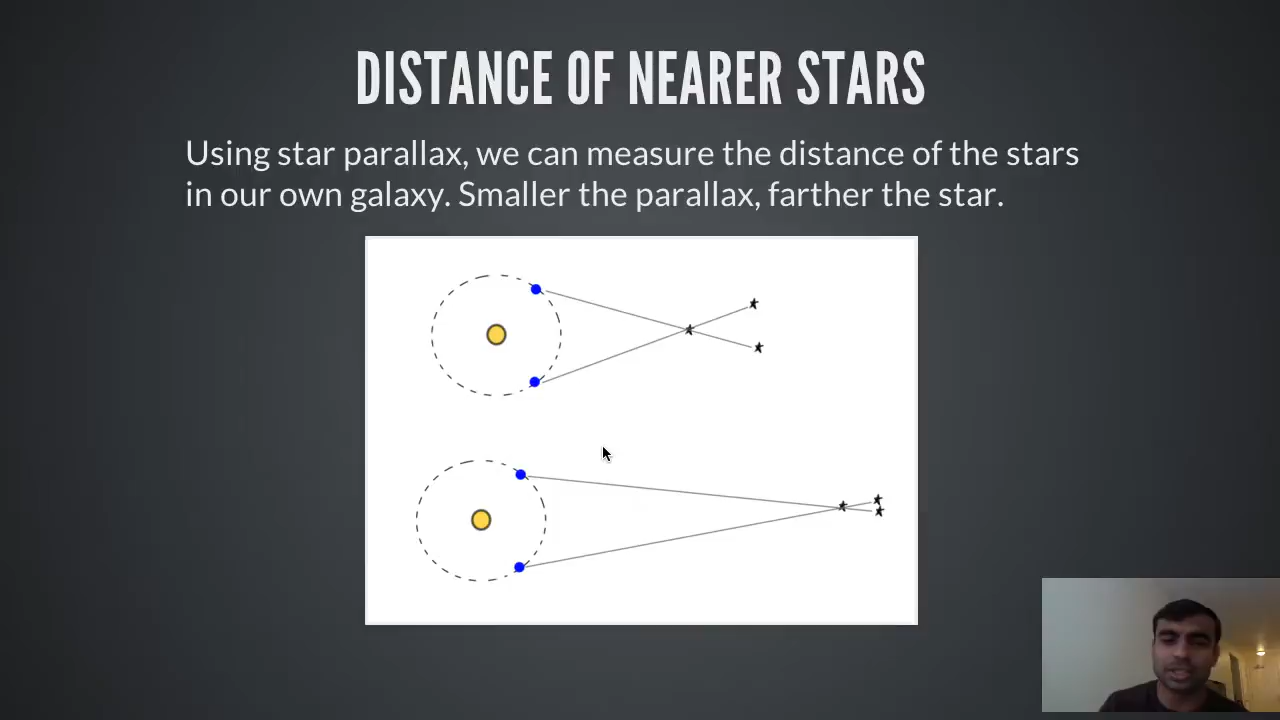 DISTANCE OF NEARER STARS
Using star parallax, we can measure the distance of the stars
in our own galaxy. Smaller the parallax, farther the star.